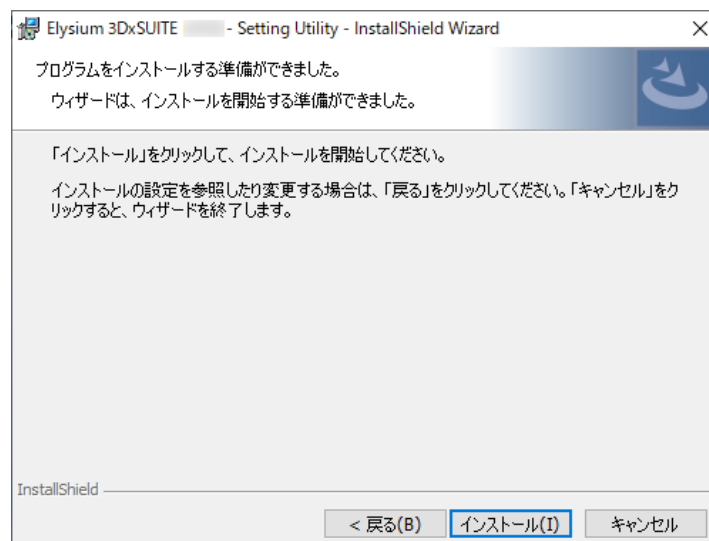 Elysium 3DxSUITE - Setting Utility - InstallShield Wizard
プログラムをインストールする準備ができました。
ウィザードは、インストールを開始する準備ができました。
「インストール」をクリックして、インストールを開始してください。
インストールの設定を参照したり変更する場合は、「戻る」をクリックしてください。「キャンセル」をク
リックすると、ウィザードを終了します。
InstallShield
< 戻る(B) インストール(I) キャンセル